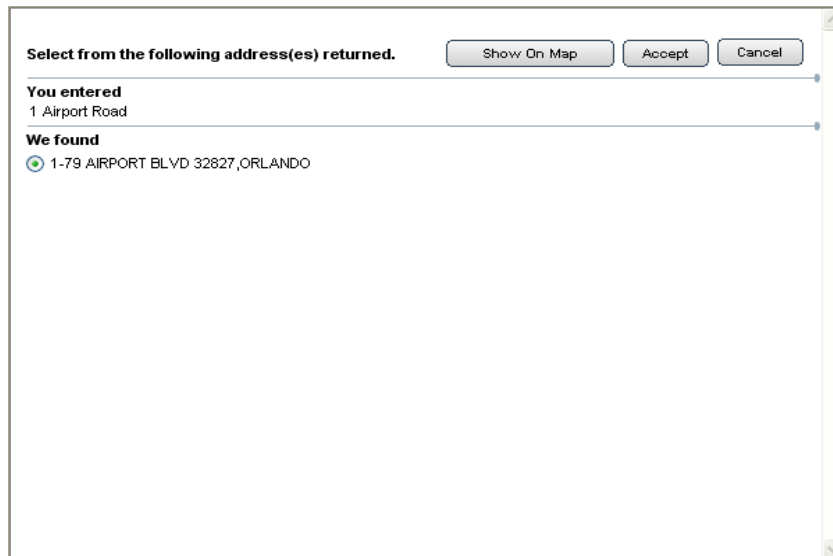 Select from the following address(es) returned. Show On Map Accept Cancel
You entered
1 Airport Road
We found
1-79 AIRPORT BLVD 32827,ORLANDO